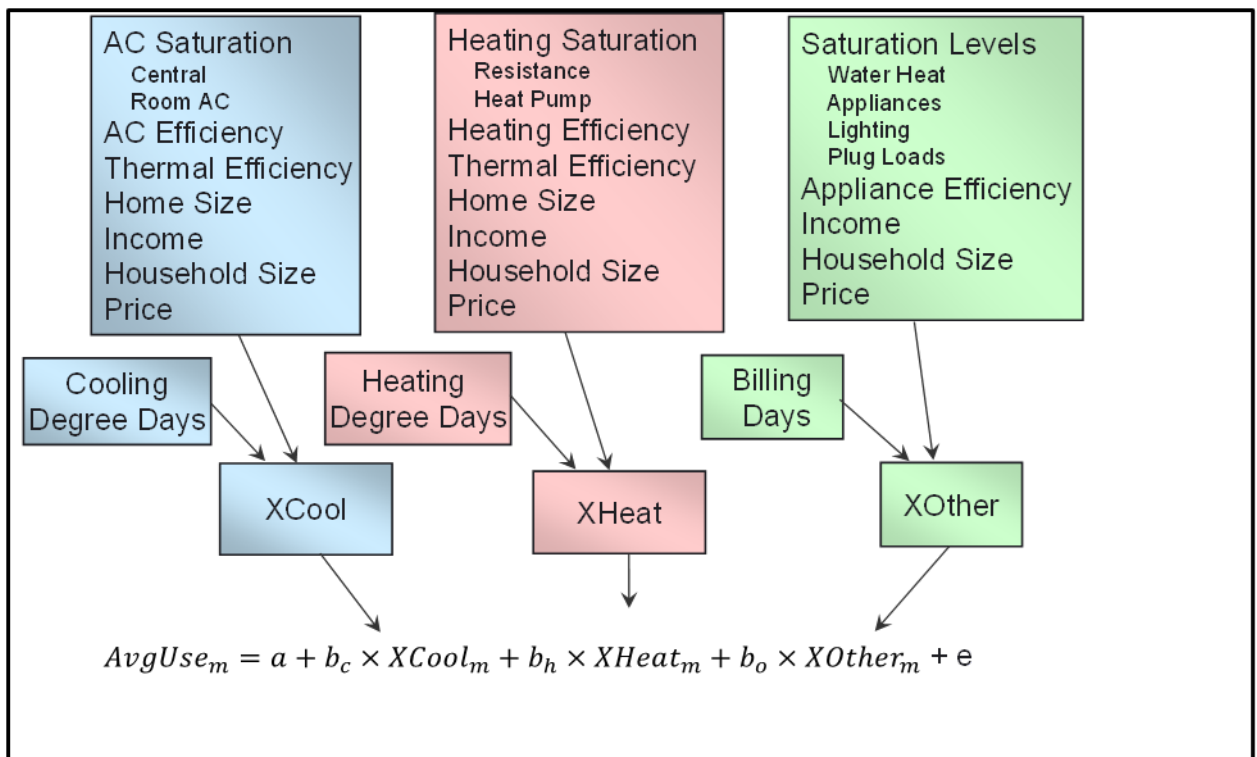 AC Saturation
Central
Room AC
AC Efficiency
Thermal Efficiency
Home Size
Income
Household Size
Price
Heating Saturation
Resistance
Heat Pump
Heating Efficiency
Thermal Efficiency
Home Size
Income
Household Size
Price
Saturation Levels
Water Heat
Appliances
Lighting
Plug Loads
Appliance Efficiency
Income
Household Size
Price
Cooling
Degree Days
Heating
Degree Days
Billing
Days
XCool
XHeat
XOther
AvgUse_m = a + b_c × XCool_m + b_h × XHeat_m + b_o × XOther_m + e